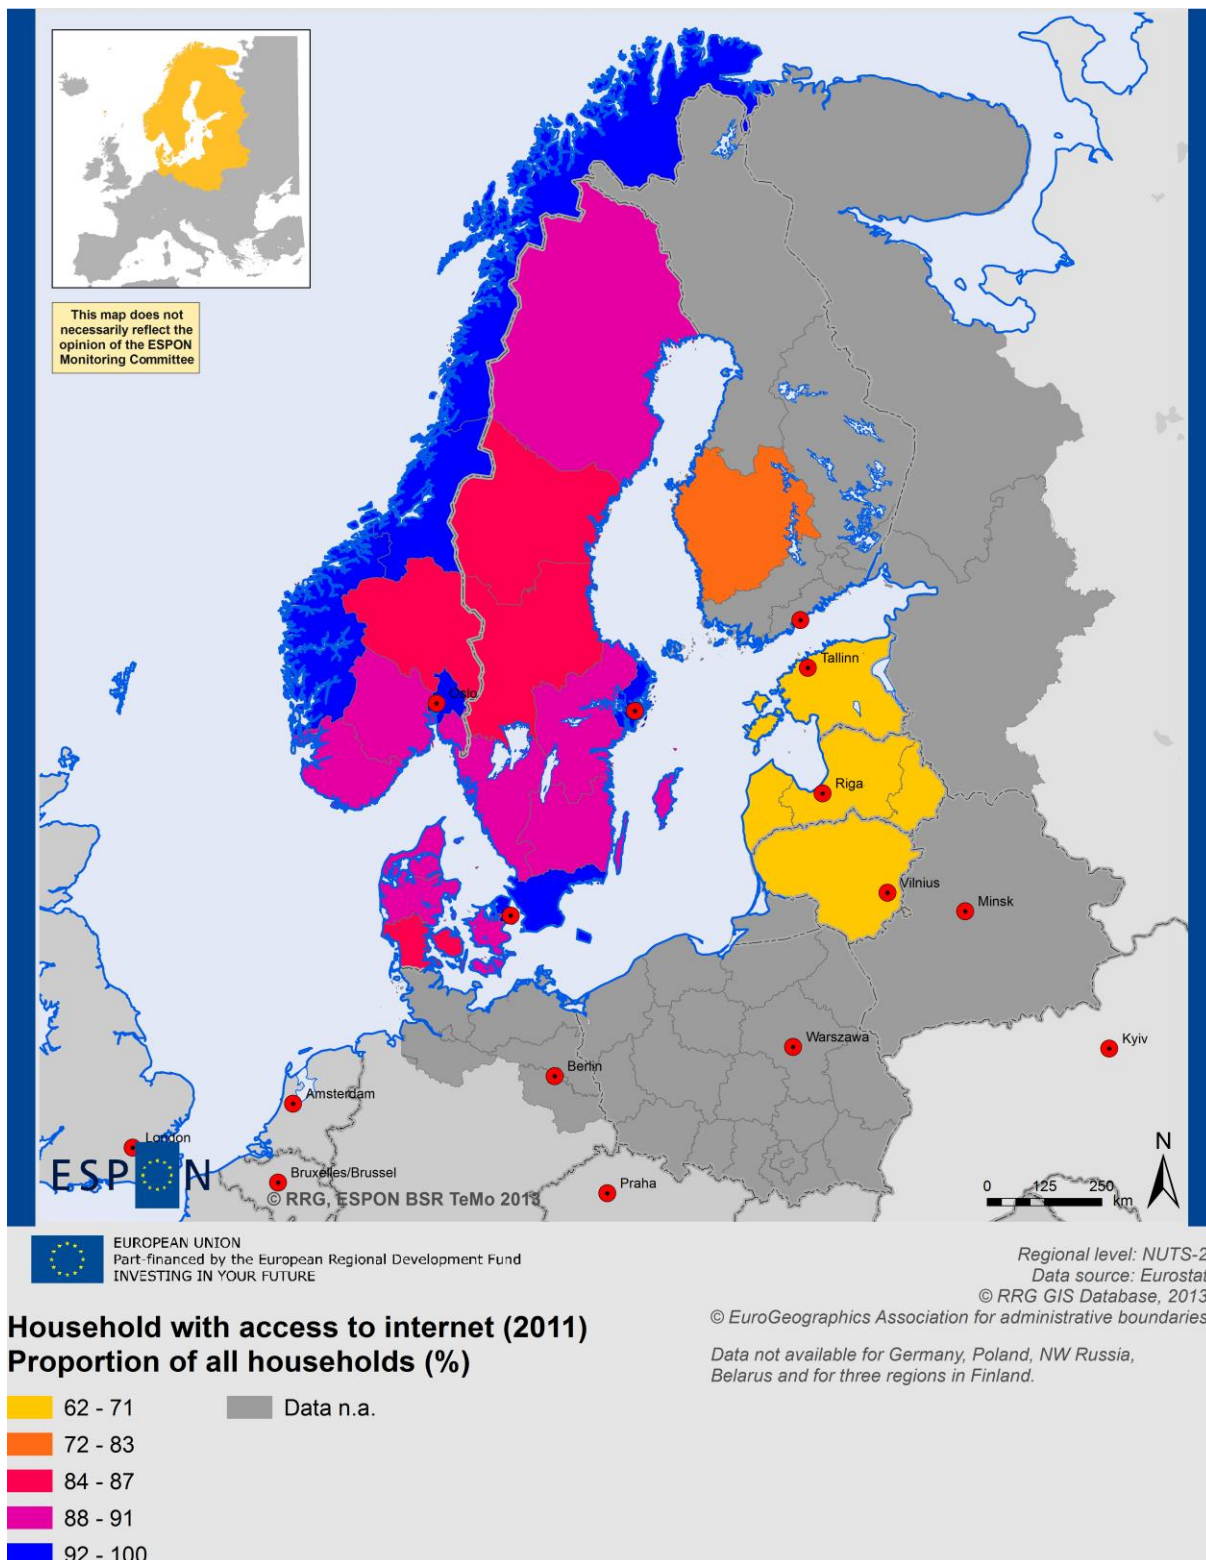 This map does not
necessarily reflect the
opinion of the ESPON
Monitoring Committee
Oslo
Tallinn
Riga
Vilnius
Minsk
Warszawa
Kyiv
Berlin
Amsterdam
London
Bruxelles/Brussel
Praha
ESPON
© RRG, ESPON BSR TeMo 2013
N
0 125 250
km
EUROPEAN UNION
Part-financed by the European Regional Development Fund
INVESTING IN YOUR FUTURE
Regional level: NUTS-2
Data source: Eurostat
© RRG GIS Database, 2013
© EuroGeographics Association for administrative boundaries
Household with access to internet (2011)
Proportion of all households (%)
Data not available for Germany, Poland, NW Russia,
Belarus and for three regions in Finland.
62 - 71
Data n.a.
72 - 83
84 - 87
88 - 91
92 - 100